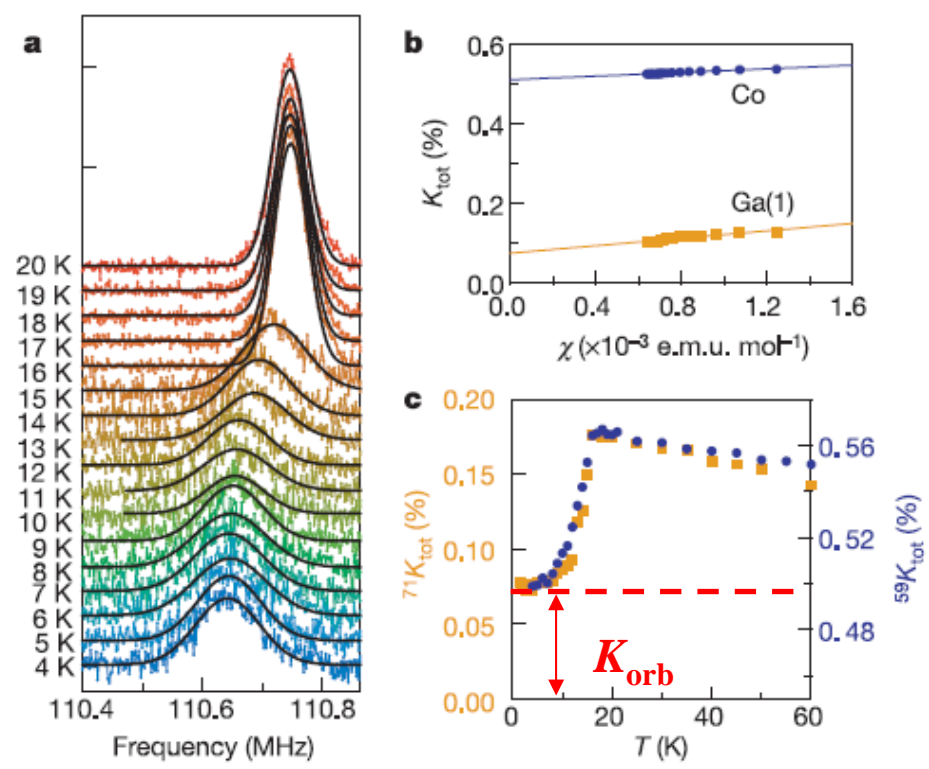 a
20 K
19 K
18 K
17 K
16 K
15 K
14 K
13 K
12 K
11 K
10 K
9 K
8 K
7 K
6 K
5 K
4 K
110.4 110.6 110.8
Frequency (MHz)
b
0.6
0.4
0.2
0.0
K_tot (%)
Co
Ga(1)
0.0 0.4 0.8 1.2 1.6
χ (×10⁻³ e.m.u. mol⁻¹)
c
0.20
0.15
0.10
0.05
0.00
⁷¹K_tot (%)
0.56
0.52
0.48
⁵⁹K_tot (%)
K_orb
0 20 40 60
T (K)